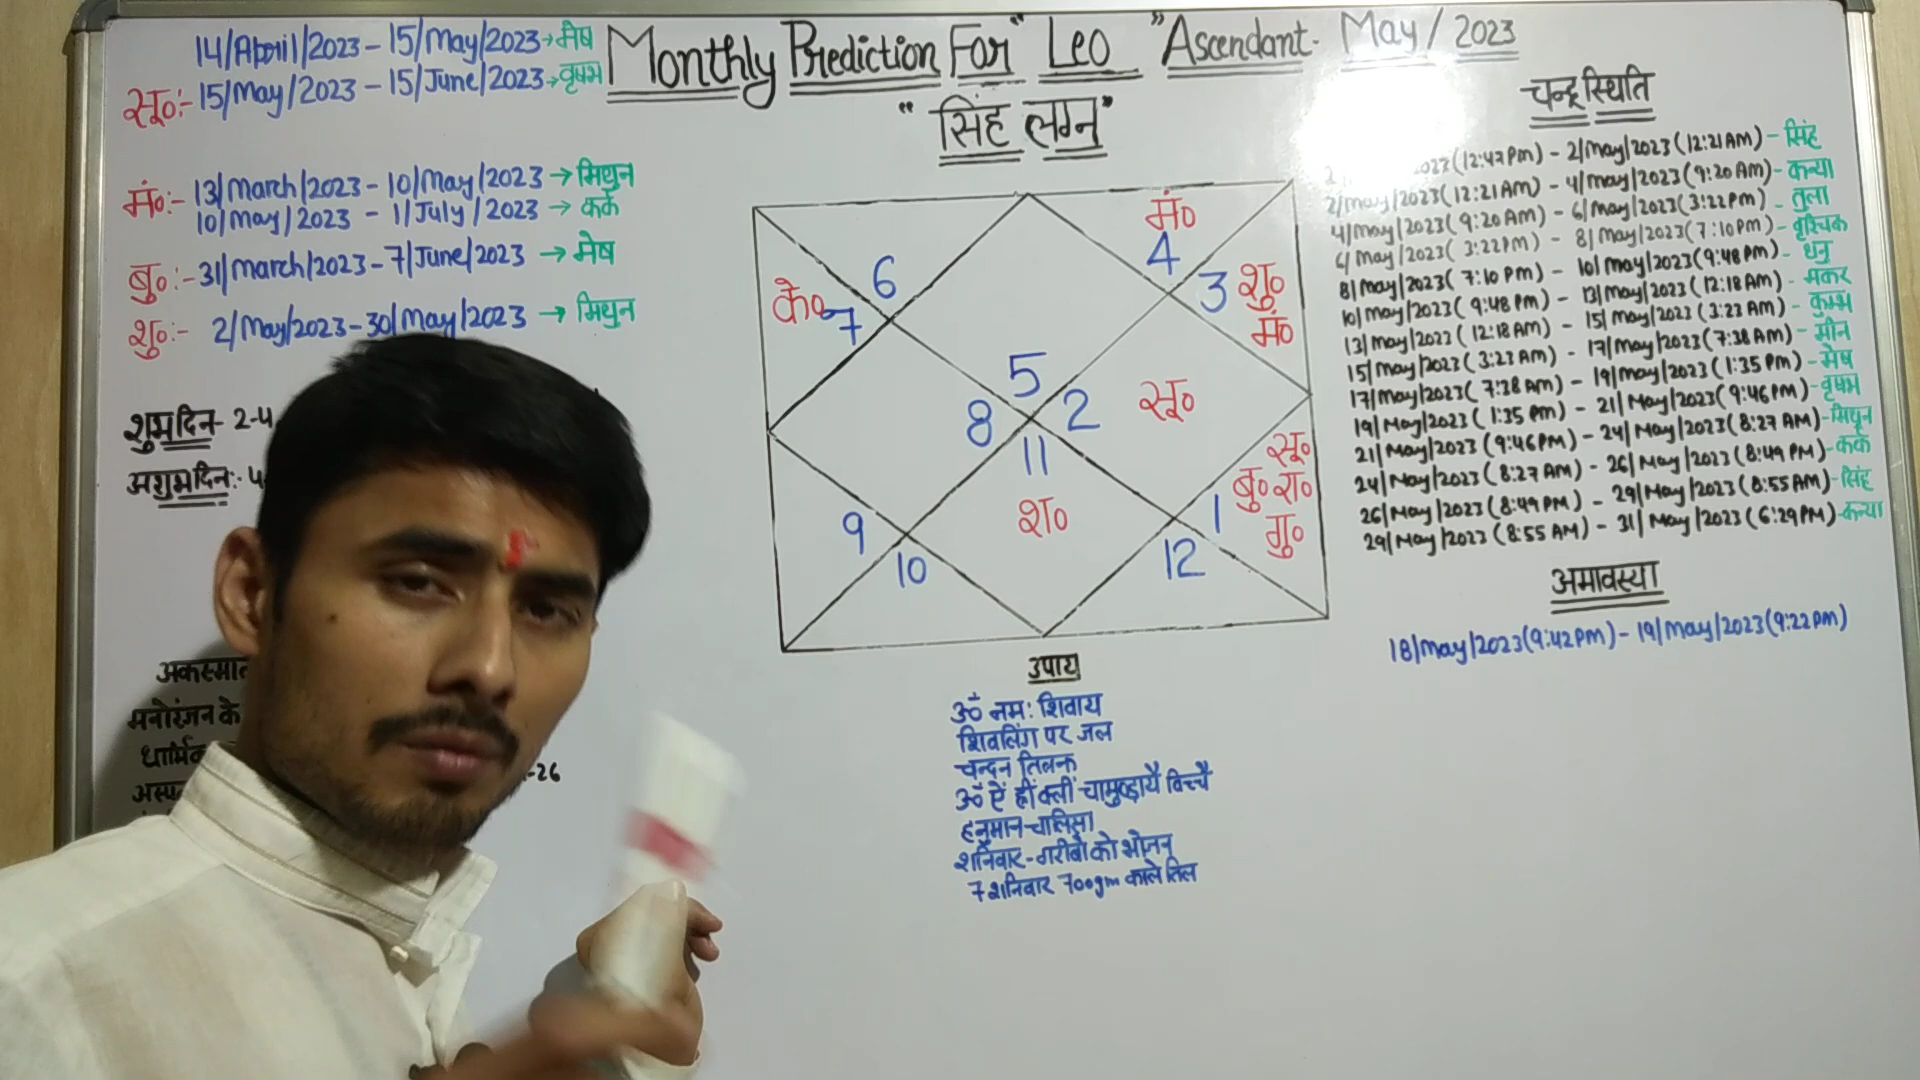 14/April/2023 - 15/May/2023 → मेष
सू०:- 15/May/2023 - 15/June/2023 → वृषभ
Monthly Prediction For "Leo" Ascendant - May / 2023
"सिंह लग्न"
मं०:- 13/March/2023 - 10/May/2023 → मिथुन
10/May/2023 - 1/July/2023 → कर्क
बु०:- 31/March/2023 - 7/June/2023 → मेष
शु०:- 2/May/2023 - 30/May/2023 → मिथुन
शुभ दिन - 2-4
अशुभ दिन:- 4
अकस्मात
मनोरंजन के
धार्मिक
-26
मं०
4
6
3 शु०
मं०
के० 7
5
8
2 सू०
11
सू०
बु० रा०
1
गु०
श०
9
10
12
उपाय
ॐ नमः शिवाय
शिवलिंग पर जल
चन्दन तिलक
ॐ ऐं ह्रीं क्लीं चामुण्डायै विच्चै
हनुमान-चालिसा
शनिवार - गरीबो को भोजन
7 शनिवार 700gm काले तिल
चन्द्र स्थिति
2023 (12:47 PM) - 2/May/2023 (12:21 AM) - सिंह
2/May/2023 (12:21 AM) - 4/May/2023 (9:20 AM) - कन्या
4/May/2023 (9:20 AM) - 6/May/2023 (3:22 PM) - तुला
6/May/2023 (3:22 PM) - 8/May/2023 (7:10 PM) - वृश्चिक
8/May/2023 (7:10 PM) - 10/May/2023 (9:48 PM) - धनु
10/May/2023 (9:48 PM) - 13/May/2023 (12:18 AM) - मकर
13/May/2023 (12:18 AM) - 15/May/2023 (3:23 AM) - कुम्भ
15/May/2023 (3:23 AM) - 17/May/2023 (7:38 AM) - मीन
17/May/2023 (7:38 AM) - 19/May/2023 (1:35 PM) - मेष
19/May/2023 (1:35 PM) - 21/May/2023 (9:46 PM) - वृषभ
21/May/2023 (9:46 PM) - 24/May/2023 (8:27 AM) - मिथुन
24/May/2023 (8:27 AM) - 26/May/2023 (8:49 PM) - कर्क
26/May/2023 (8:49 PM) - 29/May/2023 (8:55 AM) - सिंह
29/May/2023 (8:55 AM) - 31/May/2023 (6:29 PM) - कन्या
अमावस्या
18/May/2023 (9:42 PM) - 19/May/2023 (9:22 PM)